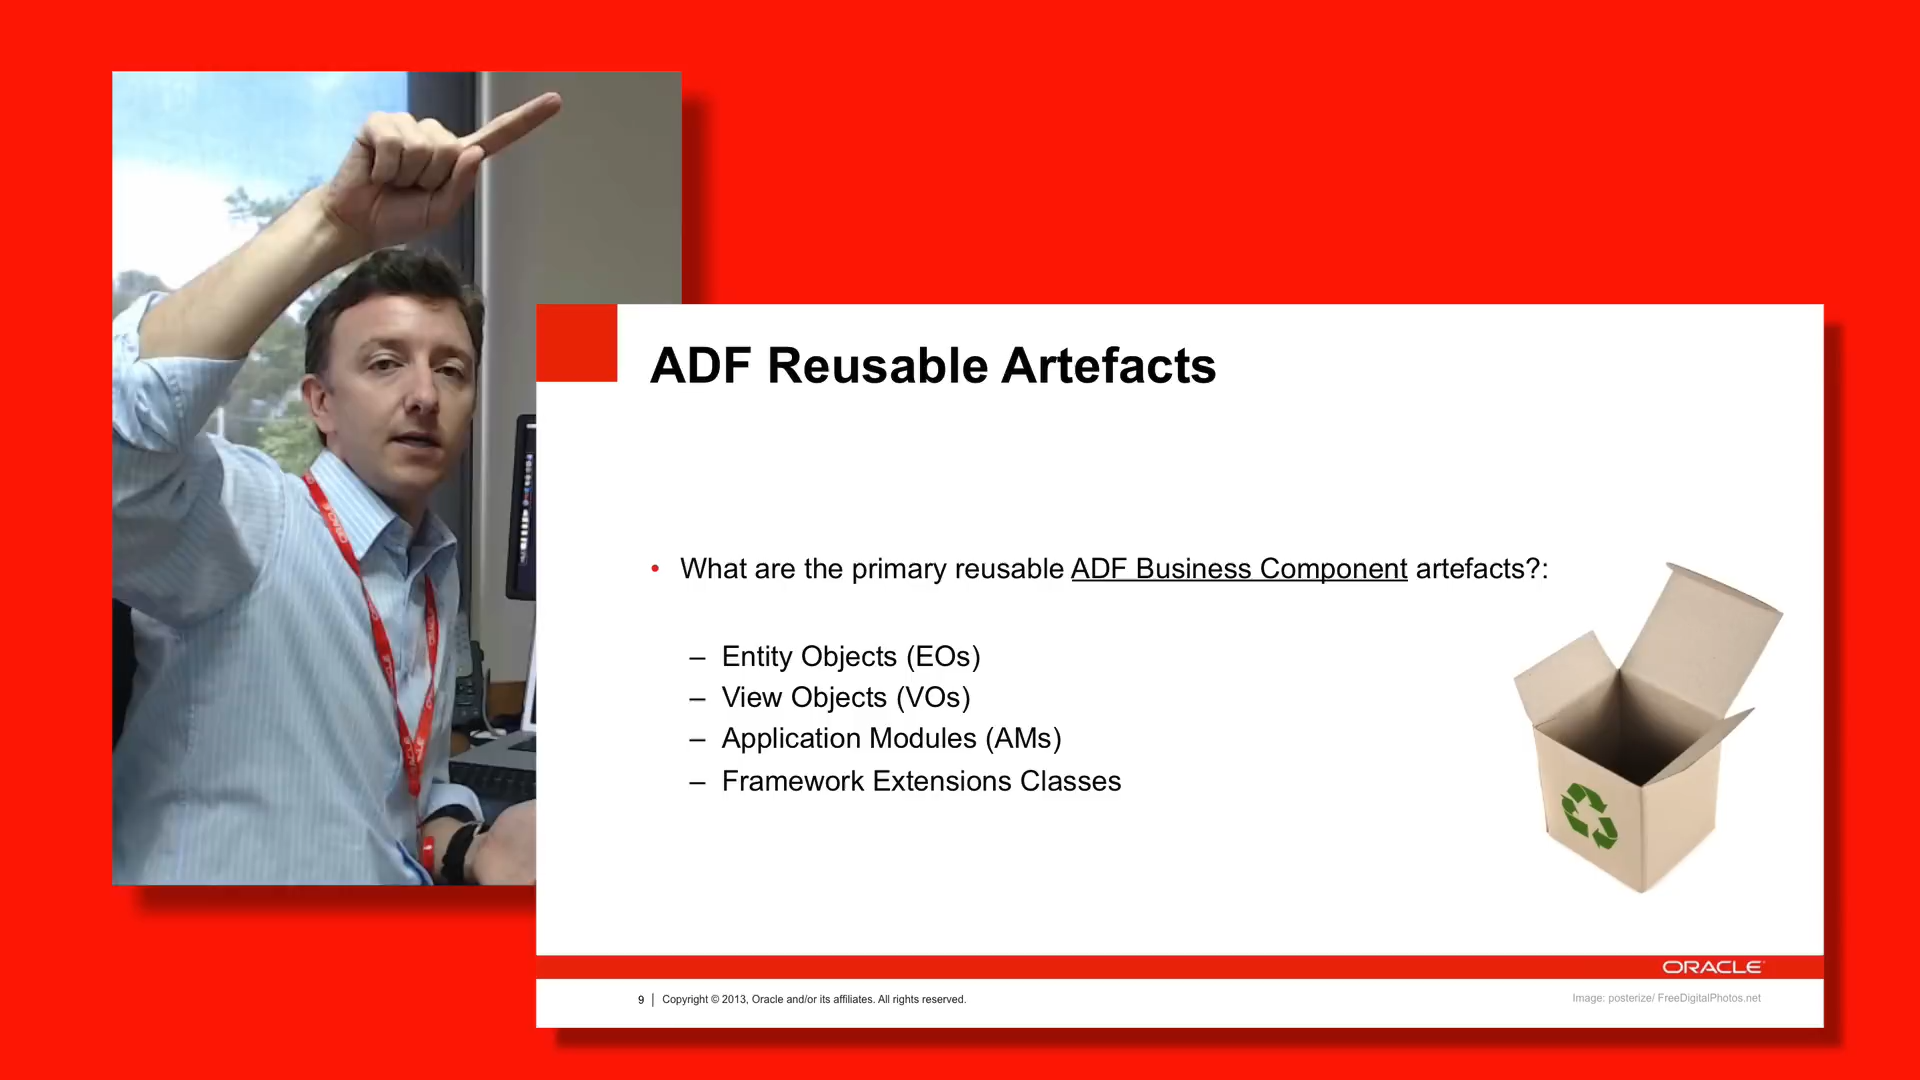 ADF Reusable Artefacts
• What are the primary reusable ADF Business Component artefacts?:
– Entity Objects (EOs)
– View Objects (VOs)
– Application Modules (AMs)
– Framework Extensions Classes
ORACLE
9 | Copyright © 2013, Oracle and/or its affiliates. All rights reserved.
Image: posterize/ FreeDigitalPhotos.net
ORACLE
ORACLE